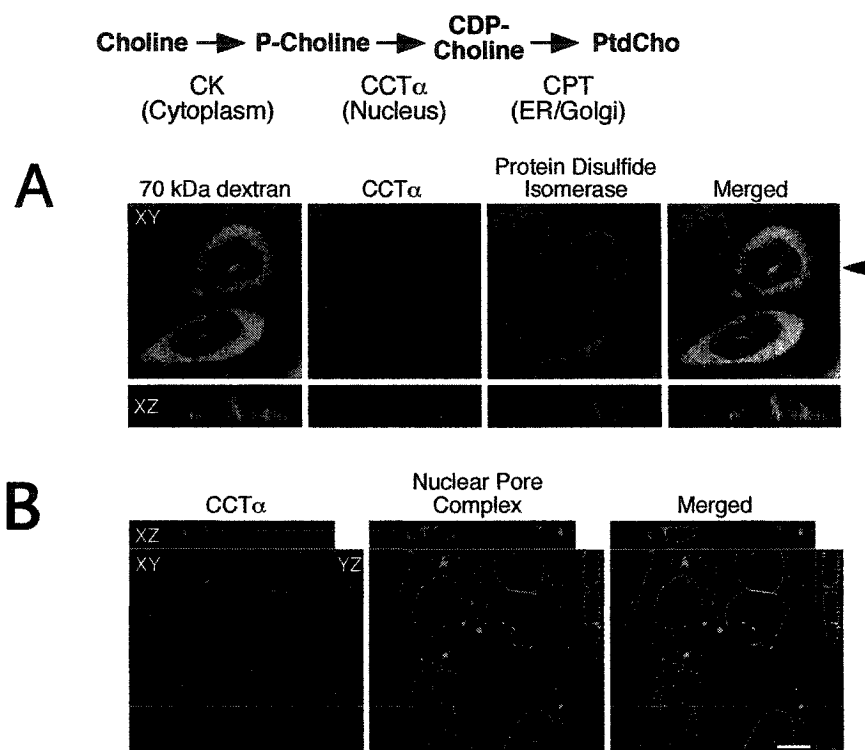 Choline → P-Choline → CDP-Choline → PtdCho
CK (Cytoplasm)
CCTα (Nucleus)
CPT (ER/Golgi)
A
70 kDa dextran
CCTα
Protein Disulfide Isomerase
Merged
XY
XZ
B
CCTα
Nuclear Pore Complex
Merged
XZ
XY
YZ